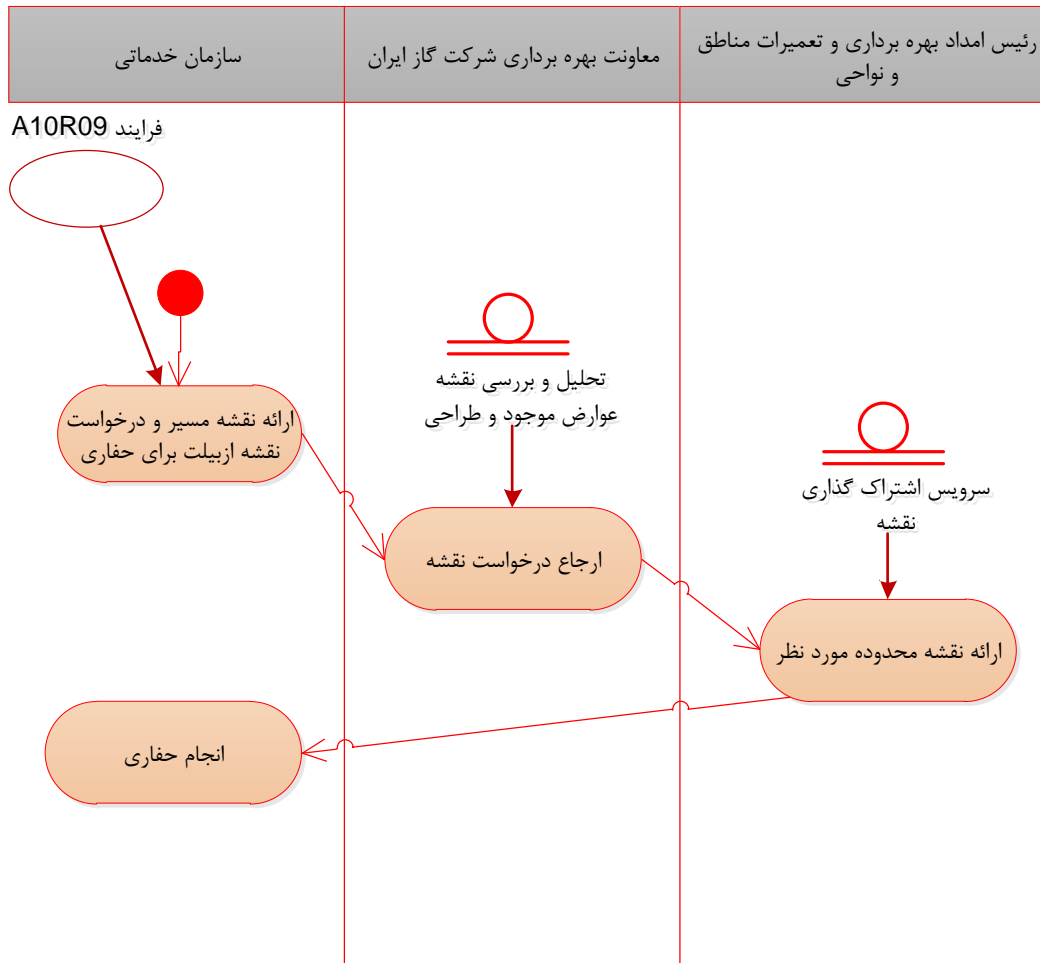 رئیس امداد بهره برداری و تعمیرات مناطق
و نواحی
معاونت بهره برداری شرکت گاز ایران
سازمان خدماتی
فرایند A10R09
ارائه نقشه مسیر و درخواست
نقشه ازبیلت برای حفاری
تحلیل و بررسی نقشه
عوارض موجود و طراحی
ارجاع درخواست نقشه
سرویس اشتراک گذاری
نقشه
ارائه نقشه محدوده مورد نظر
انجام حفاری